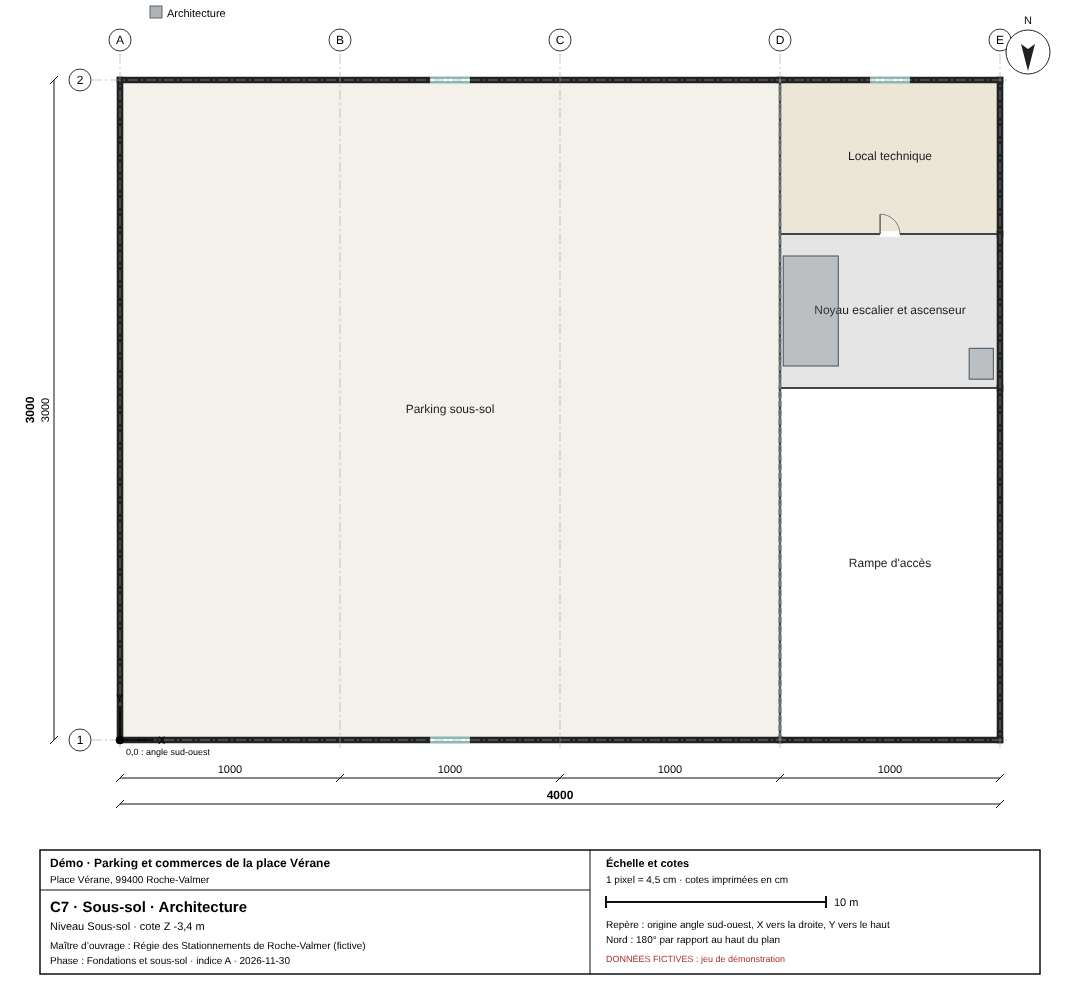 Architecture
N
A B C D E
2
Local technique
Noyau escalier et ascenseur
3000
3000
Parking sous-sol
Rampe d'accès
1
X
0,0 : angle sud-ouest
1000 1000 1000 1000
4000
Démo · Parking et commerces de la place Vérane
Place Vérane, 99400 Roche-Valmer
C7 · Sous-sol · Architecture
Niveau Sous-sol · cote Z -3,4 m
Maître d'ouvrage : Régie des Stationnements de Roche-Valmer (fictive)
Phase : Fondations et sous-sol · indice A · 2026-11-30
Échelle et cotes
1 pixel = 4,5 cm · cotes imprimées en cm
10 m
Repère : origine angle sud-ouest, X vers la droite, Y vers le haut
Nord : 180° par rapport au haut du plan
DONNÉES FICTIVES : jeu de démonstration